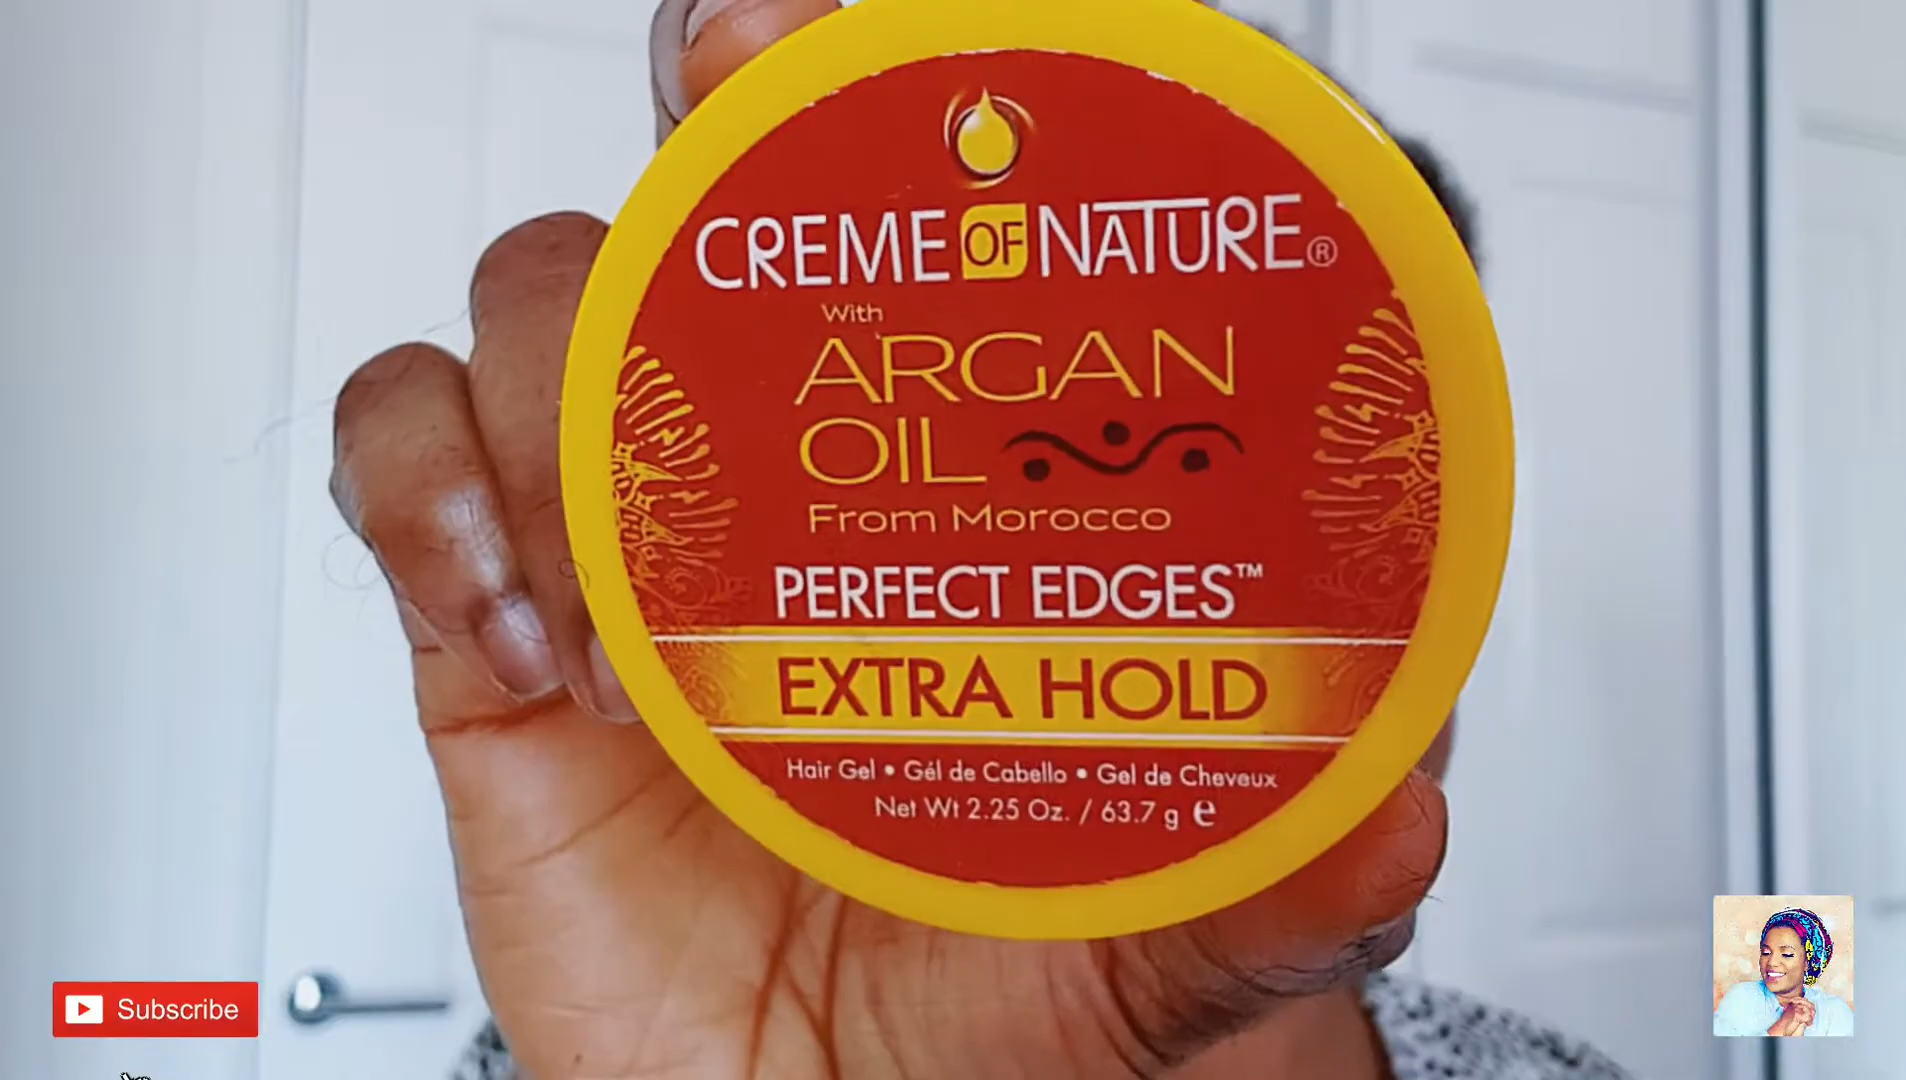 CREME OF NATURE®
With
ARGAN
OIL
From Morocco
PERFECT EDGES™
EXTRA HOLD
Hair Gel • Gél de Cabello • Gel de Cheveux
Net Wt 2.25 Oz. / 63.7 g e
Subscribe